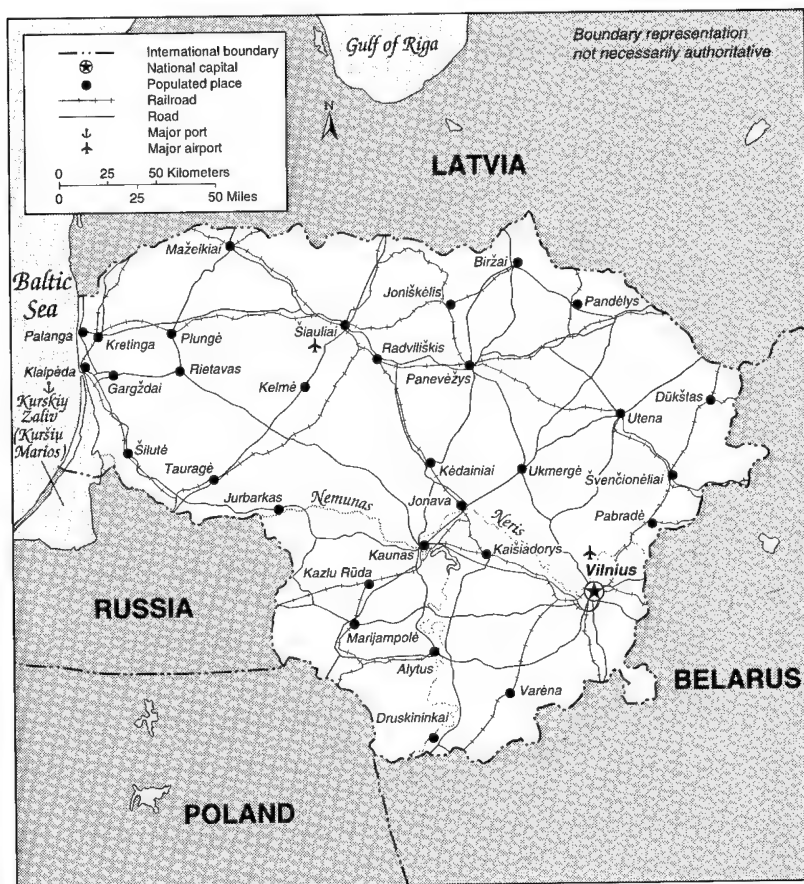 International boundary
National capital
Populated place
Railroad
Road
Major port
Major airport
0 25 50 Kilometers
0 25 50 Miles
Gulf of Riga
Boundary representation
not necessarily authoritative
N
LATVIA
Mažeikiai
Biržai
Baltic
Sea
Joniškėlis
Pandėlys
Palanga
Kretinga
Plungė
Šiauliai
Radviliškis
Panevėžys
Klaipėda
Gargždai
Rietavas
Kelmė
Dūkštas
Utena
Kurskiy
Zaliv
(Kuršių
Marios)
Šilutė
Tauragė
Kėdainiai
Ukmergė
Švenčionėliai
Jurbarkas
Nemunas
Jonava
Neris
Pabradė
Kaunas
Kaišiadorys
Vilnius
Kazlu Rūda
RUSSIA
Marijampolė
Alytus
BELARUS
Varėna
Druskininkai
POLAND